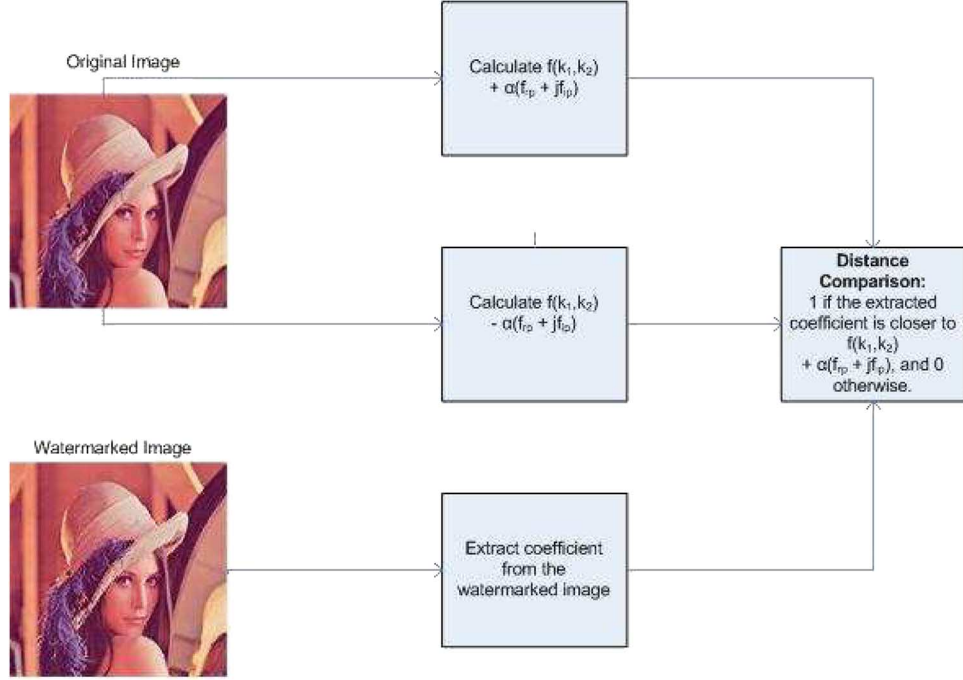 Original Image
Calculate f(k₁,k₂)
+ α(fᵣₚ + jfᵢₚ)
Calculate f(k₁,k₂)
- α(fᵣₚ + jfᵢₚ)
Distance
Comparison:
1 if the extracted
coefficient is closer to
f(k₁,k₂)
+ α(fᵣₚ + jfᵢₚ), and 0
otherwise.
Watermarked Image
Extract coefficient
from the
watermarked image